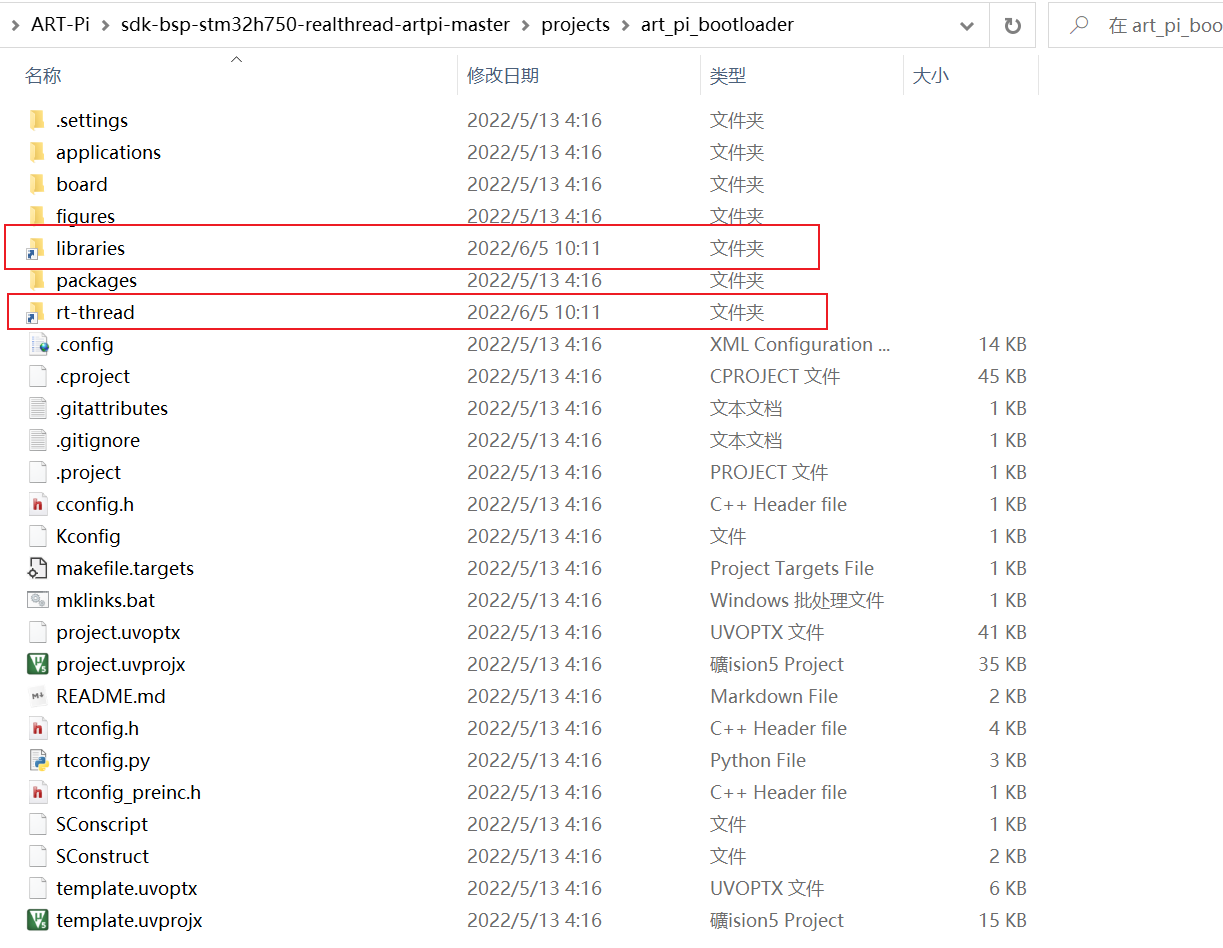 ART-Pi sdk-bsp-stm32h750-realthread-artpi-master projects art_pi_bootloader 在 art_pi_boo
名称 修改日期 类型 大小
.settings 2022/5/13 4:16 文件夹
applications 2022/5/13 4:16 文件夹
board 2022/5/13 4:16 文件夹
figures 2022/5/13 4:16 文件夹
libraries 2022/6/5 10:11 文件夹
packages 2022/5/13 4:16 文件夹
rt-thread 2022/6/5 10:11 文件夹
.config 2022/5/13 4:16 XML Configuration ... 14 KB
.cproject 2022/5/13 4:16 CPROJECT 文件 45 KB
.gitattributes 2022/5/13 4:16 文本文档 1 KB
.gitignore 2022/5/13 4:16 文本文档 1 KB
.project 2022/5/13 4:16 PROJECT 文件 1 KB
cconfig.h 2022/5/13 4:16 C++ Header file 1 KB
Kconfig 2022/5/13 4:16 文件 1 KB
makefile.targets 2022/5/13 4:16 Project Targets File 1 KB
mklinks.bat 2022/5/13 4:16 Windows 批处理文件 1 KB
project.uvoptx 2022/5/13 4:16 UVOPTX 文件 41 KB
project.uvprojx 2022/5/13 4:16 礦ision5 Project 35 KB
README.md 2022/5/13 4:16 Markdown File 2 KB
rtconfig.h 2022/5/13 4:16 C++ Header file 4 KB
rtconfig.py 2022/5/13 4:16 Python File 3 KB
rtconfig_preinc.h 2022/5/13 4:16 C++ Header file 1 KB
SConscript 2022/5/13 4:16 文件 1 KB
SConstruct 2022/5/13 4:16 文件 2 KB
template.uvoptx 2022/5/13 4:16 UVOPTX 文件 6 KB
template.uvprojx 2022/5/13 4:16 礦ision5 Project 15 KB